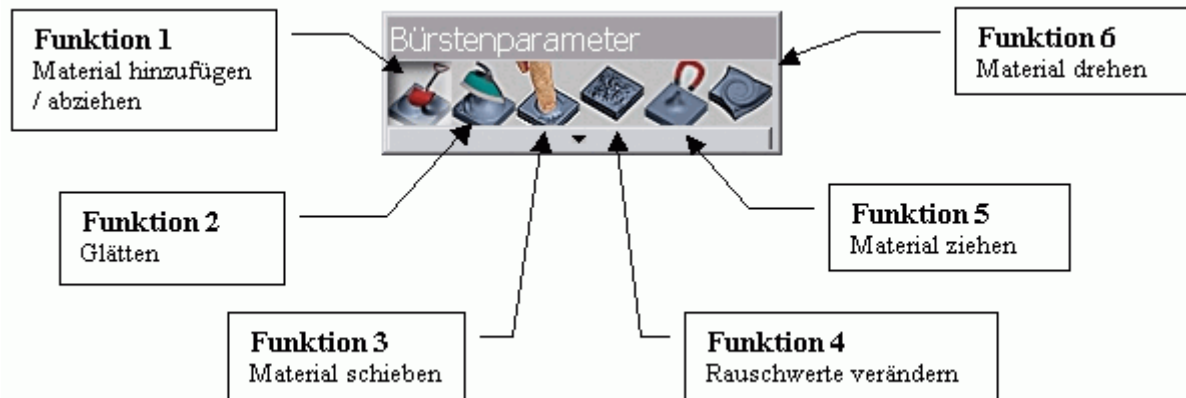 Funktion 1
Material hinzufügen
/ abziehen
Bürstenparameter
Funktion 6
Material drehen
Funktion 2
Glätten
Funktion 5
Material ziehen
Funktion 3
Material schieben
Funktion 4
Rauschwerte verändern